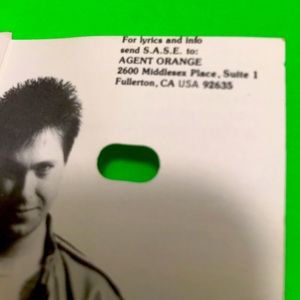 For lyrics and info
send S.A.S.E. to:
AGENT ORANGE
2600 Middlesex Place, Suite 1
Fullerton, CA USA 92635